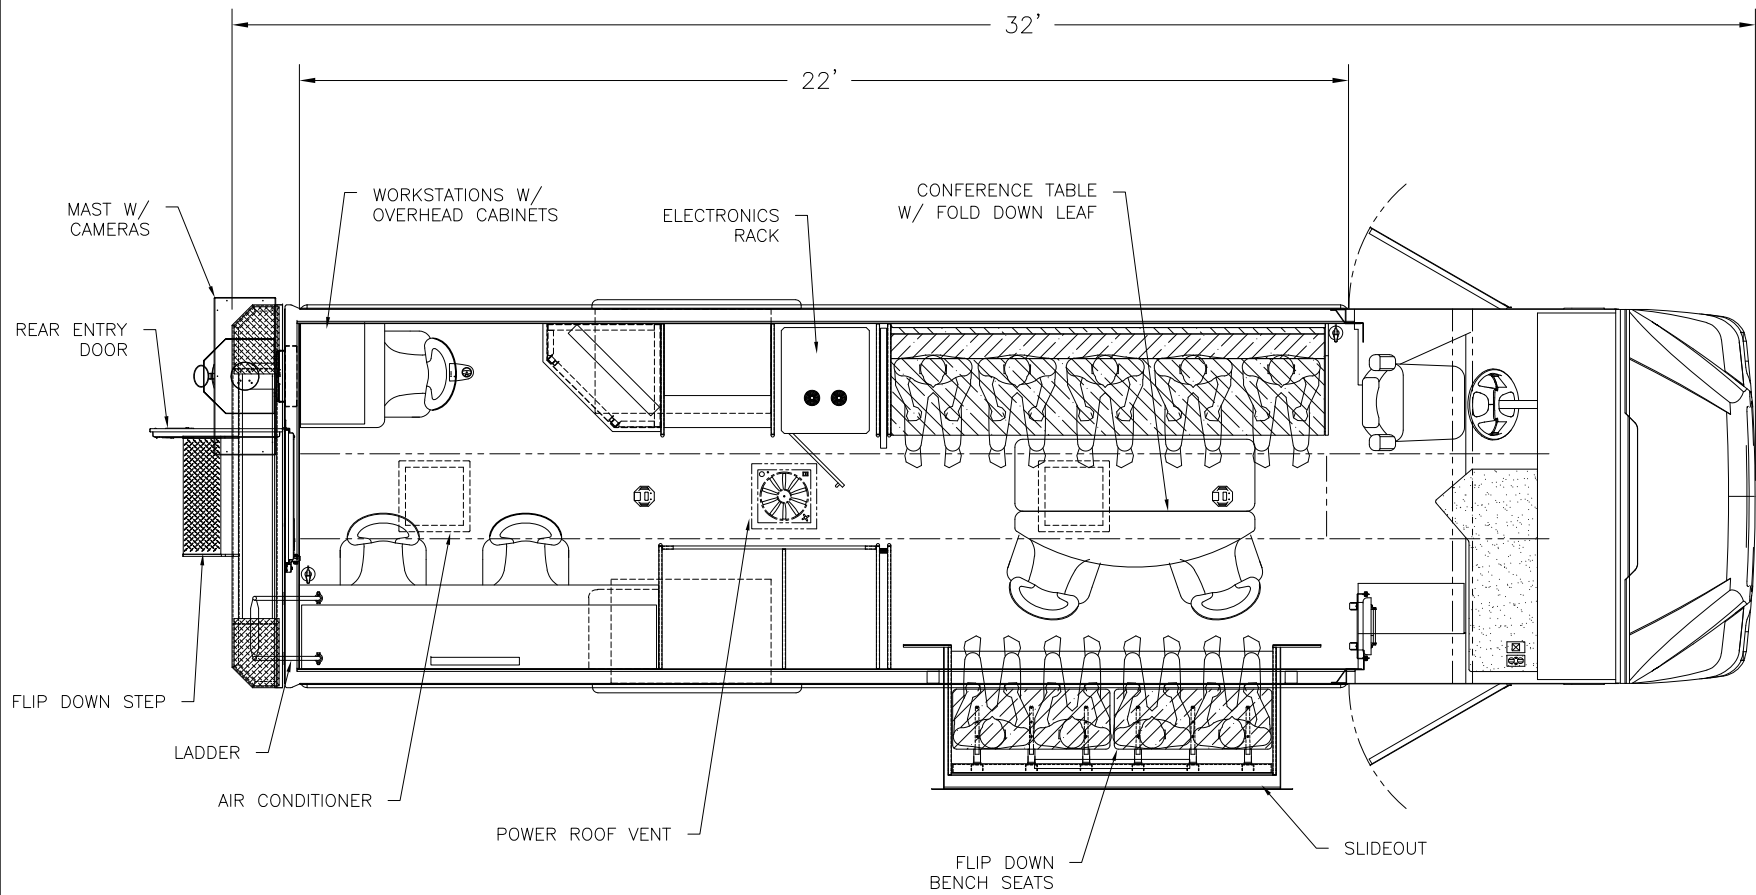 32'
22'
WORKSTATIONS W/
OVERHEAD CABINETS
CONFERENCE TABLE
W/ FOLD DOWN LEAF
MAST W/
CAMERAS
ELECTRONICS
RACK
REAR ENTRY
DOOR
FLIP DOWN STEP
LADDER
AIR CONDITIONER
POWER ROOF VENT
FLIP DOWN
BENCH SEATS
SLIDEOUT